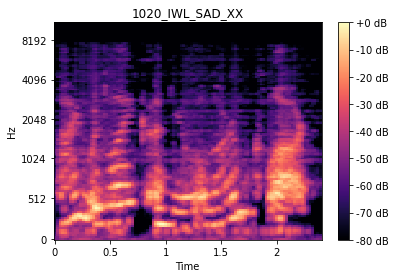 1020_IWL_SAD_XX
8192
4096
2048
1024
512
0
Hz
0
0.5
1
1.5
2
Time
+0 dB
-10 dB
-20 dB
-30 dB
-40 dB
-50 dB
-60 dB
-70 dB
-80 dB